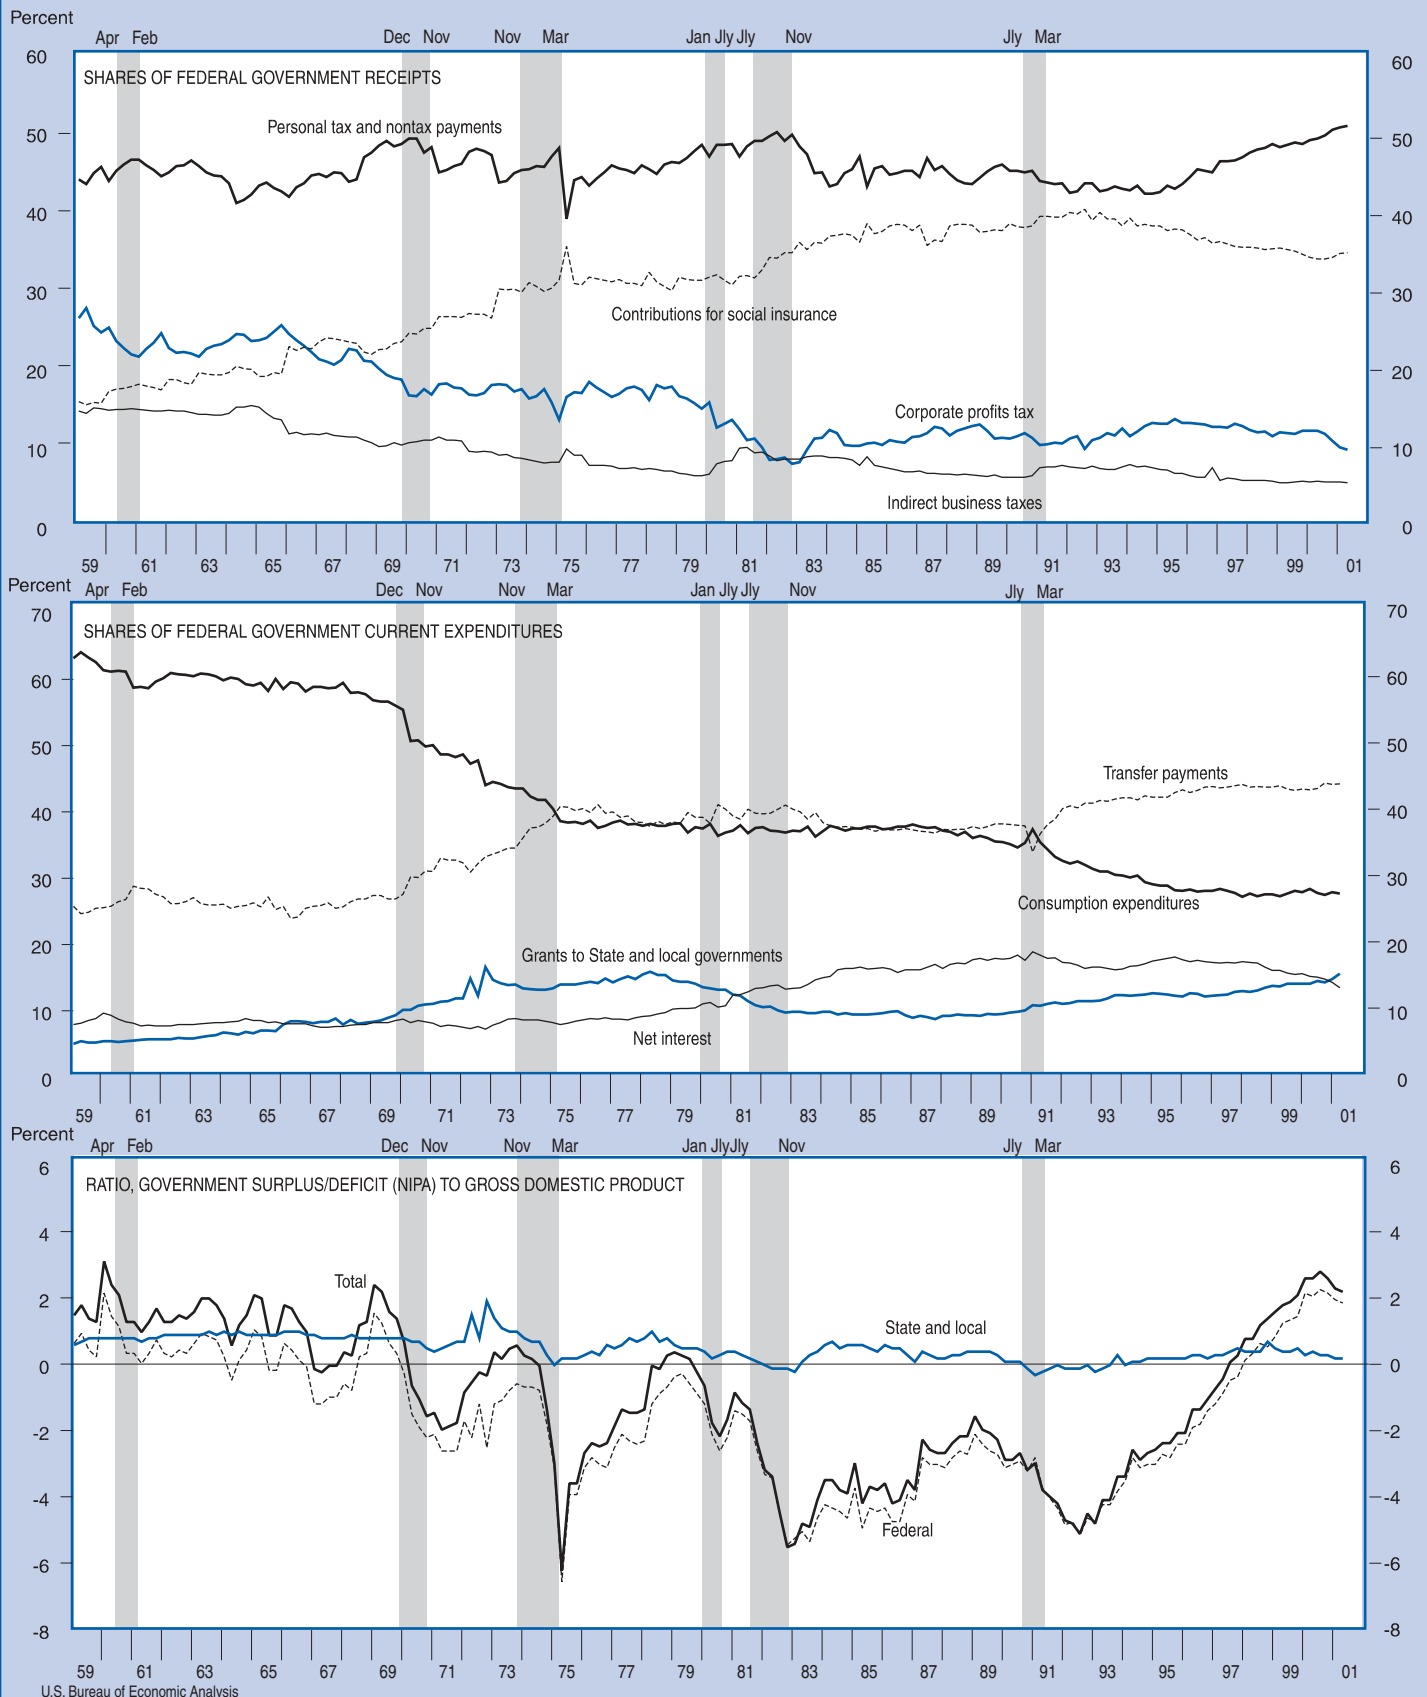 Percent
Apr Feb Dec Nov Nov Mar Jan Jly Jly Nov Jly Mar
60 60
SHARES OF FEDERAL GOVERNMENT RECEIPTS
Personal tax and nontax payments
50 50
40 40
30 30
Contributions for social insurance
20 20
Corporate profits tax
10 10
Indirect business taxes
0 0
59 61 63 65 67 69 71 73 75 77 79 81 83 85 87 89 91 93 95 97 99 01
Percent
Apr Feb Dec Nov Nov Mar Jan Jly Jly Nov Jly Mar
70 70
SHARES OF FEDERAL GOVERNMENT CURRENT EXPENDITURES
60 60
50 50
Transfer payments
40 40
30 30
Consumption expenditures
20 20
Grants to State and local governments
10 10
Net interest
0 0
59 61 63 65 67 69 71 73 75 77 79 81 83 85 87 89 91 93 95 97 99 01
Percent
Apr Feb Dec Nov Nov Mar Jan Jly Jly Nov Jly Mar
6 6
RATIO, GOVERNMENT SURPLUS/DEFICIT (NIPA) TO GROSS DOMESTIC PRODUCT
4 4
Total
2 2
State and local
0 0
-2 -2
-4 -4
Federal
-6 -6
-8 -8
59 61 63 65 67 69 71 73 75 77 79 81 83 85 87 89 91 93 95 97 99 01
U.S. Bureau of Economic Analysis